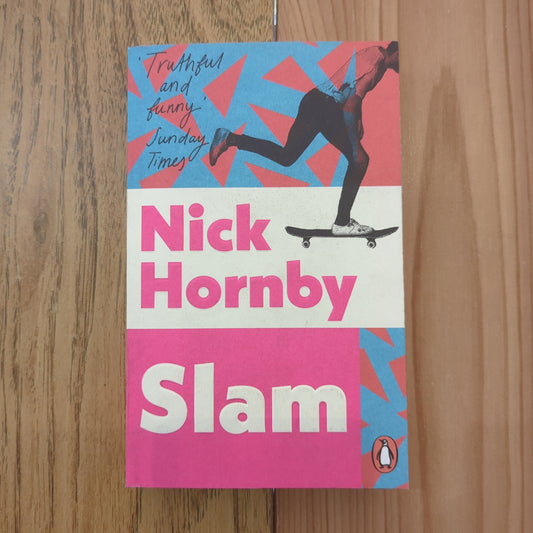 'Truthful
and
funny'
Sunday
Times
Nick
Hornby
Slam